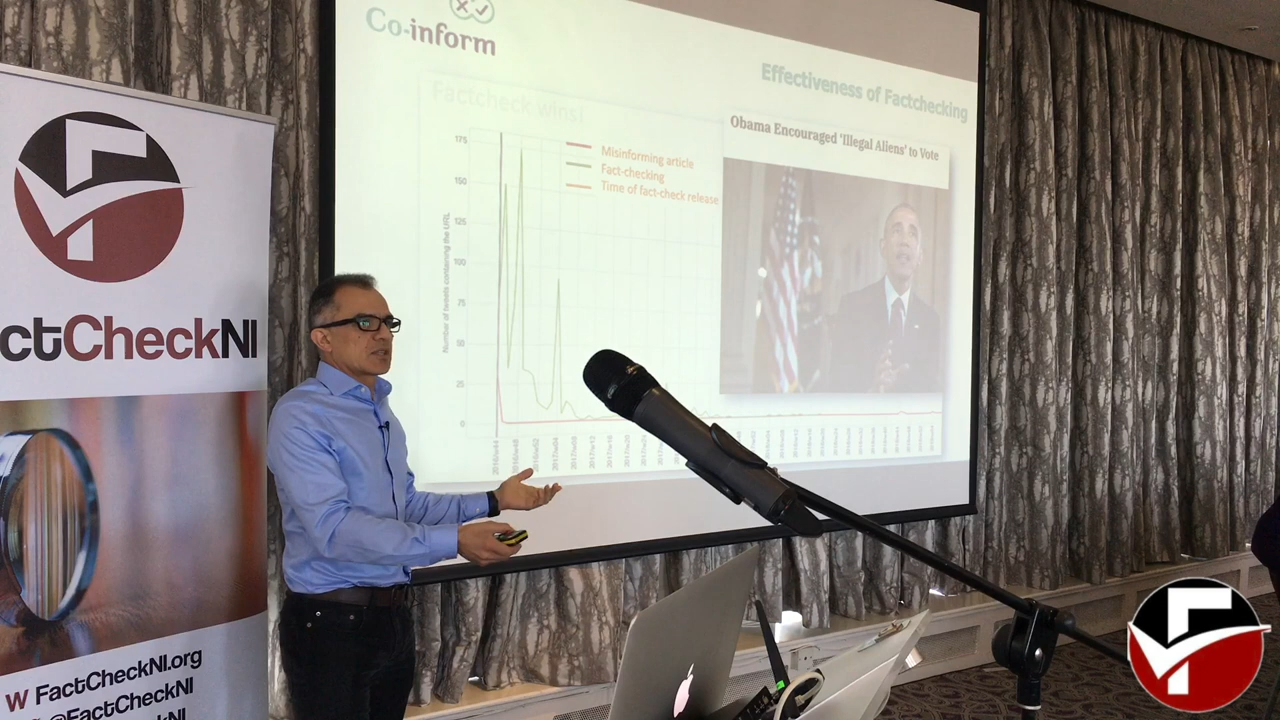 Co-inform
Effectiveness of Factchecking
Factcheck wins!
Obama Encouraged 'Illegal Aliens' to Vote
Misinforming article
Fact-checking
Time of fact-check release
Number of tweets containing the URL
175
150
125
100
75
50
25
0
ctCheckNI
W FactCheckNI.org
@FactCheckNI